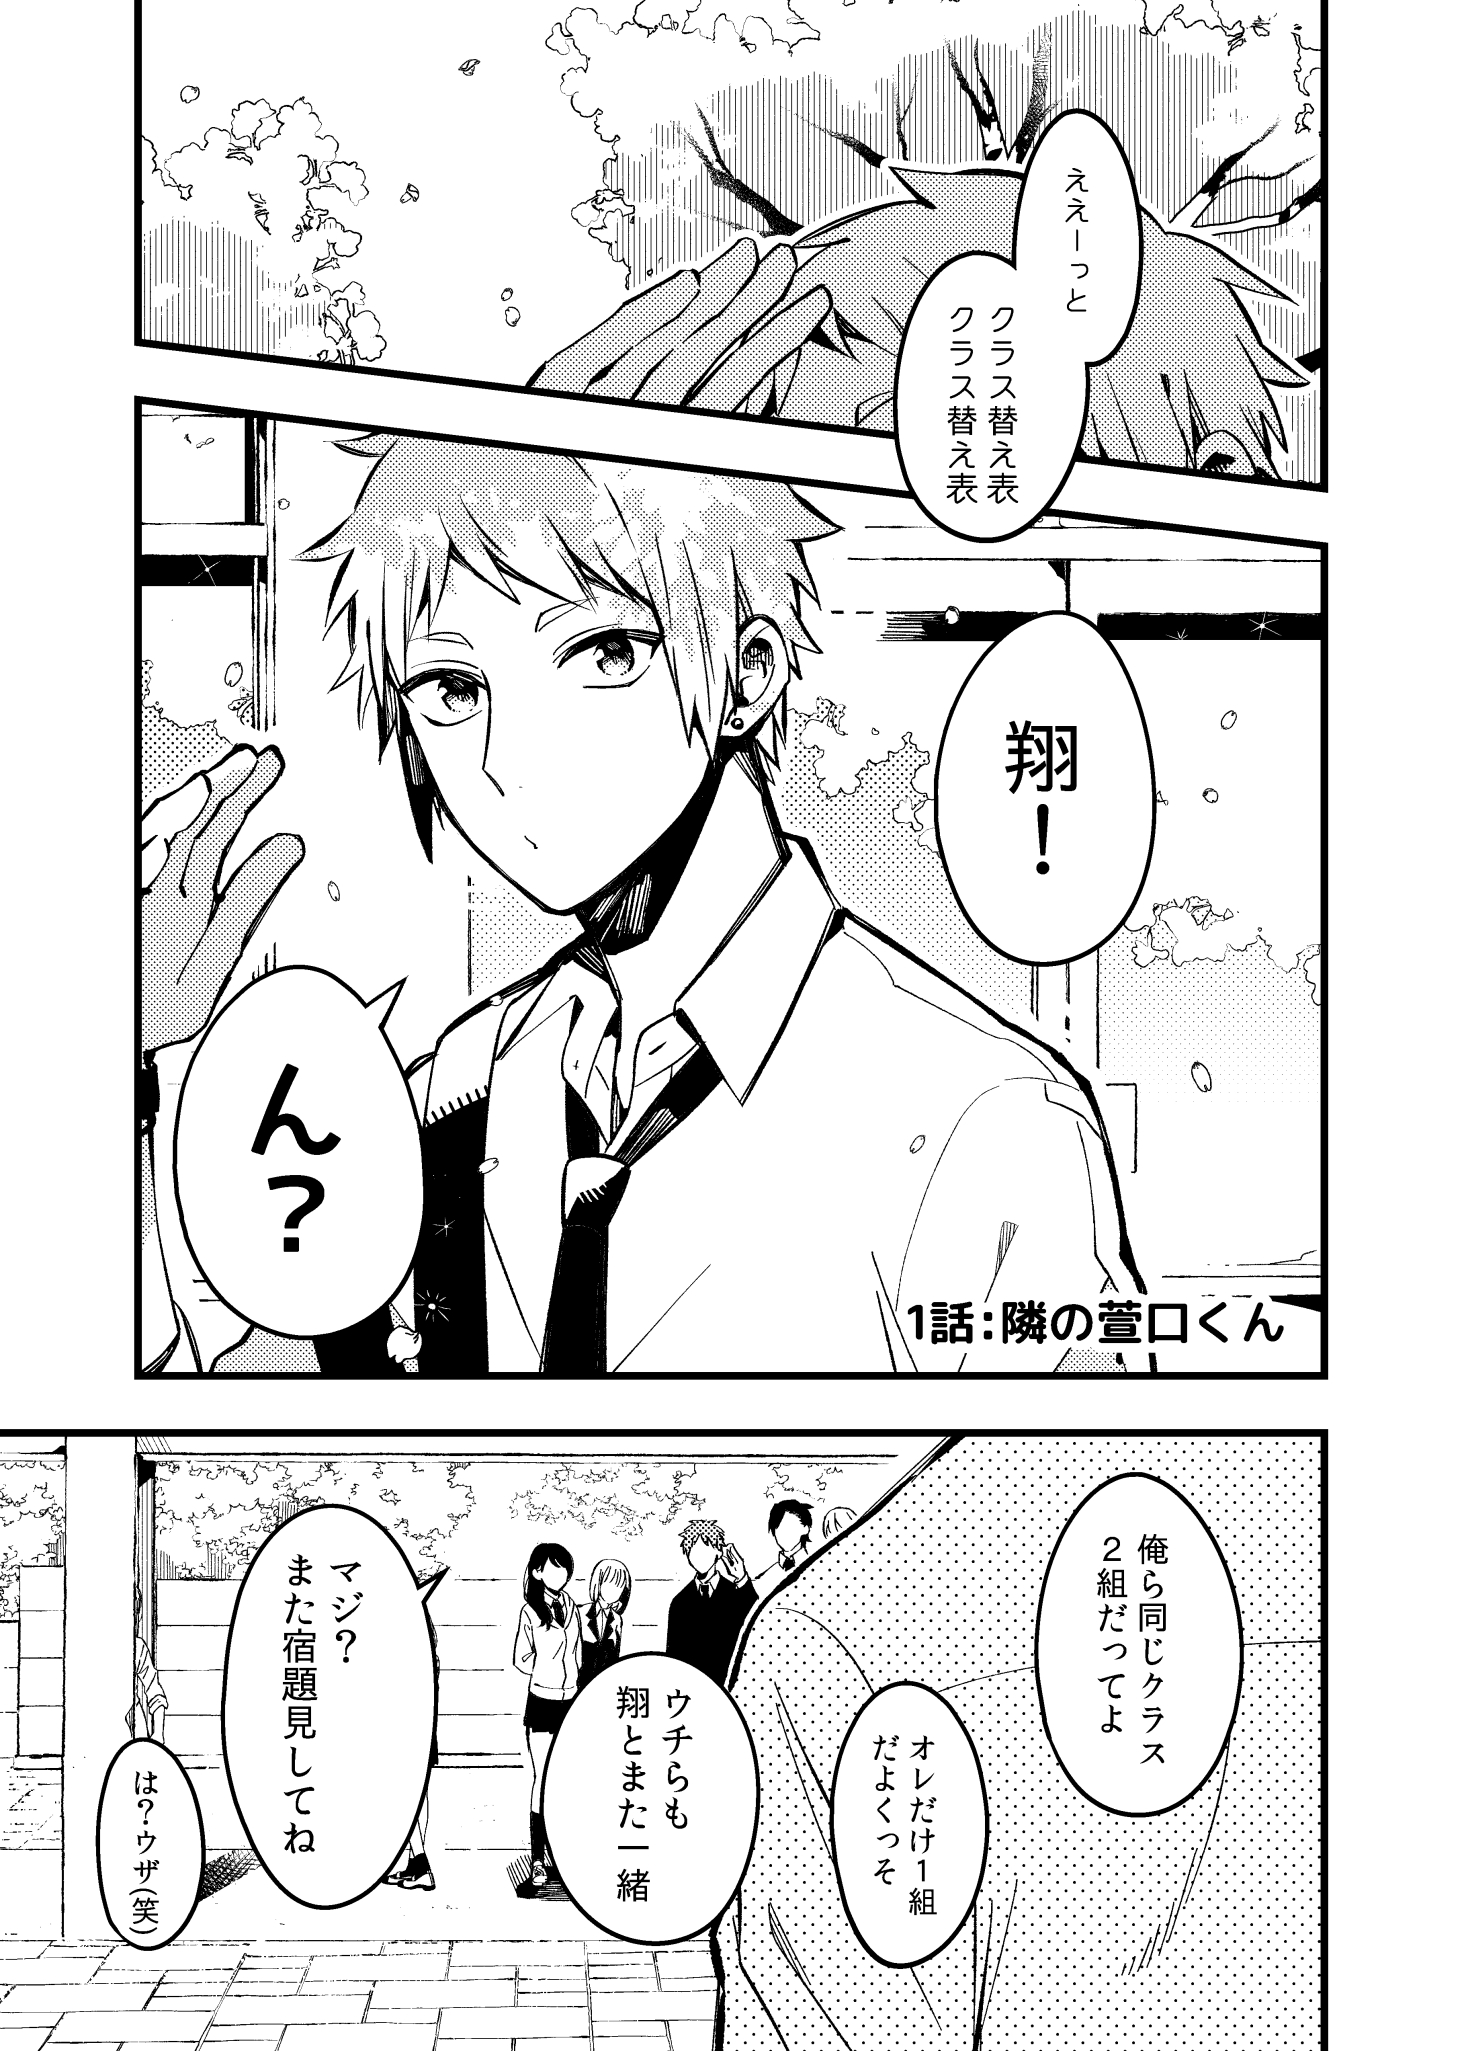 ええーっと
クラス替え表
クラス替え表
翔!
ん?
1話:隣の萱口くん
俺ら同じクラス
2組だってよ
オレだけ1組
だよくっそ
ウチらも
翔とまた一緒
マジ?
また宿題見してね
は?ウザ(笑)